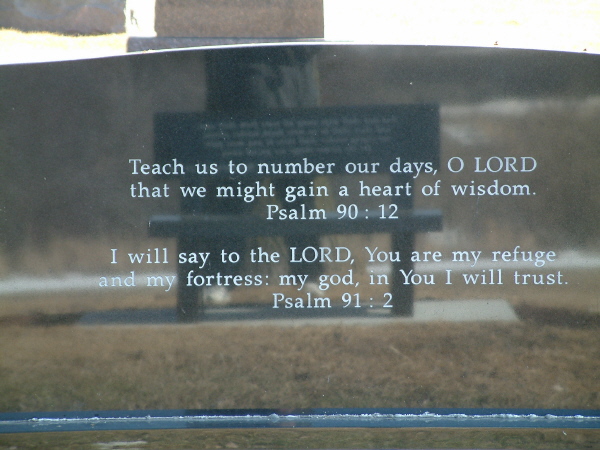 Teach us to number our days, O LORD
that we might gain a heart of wisdom.
Psalm 90 : 12
I will say to the LORD, You are my refuge
and my fortress: my god, in You I will trust.
Psalm 91 : 2